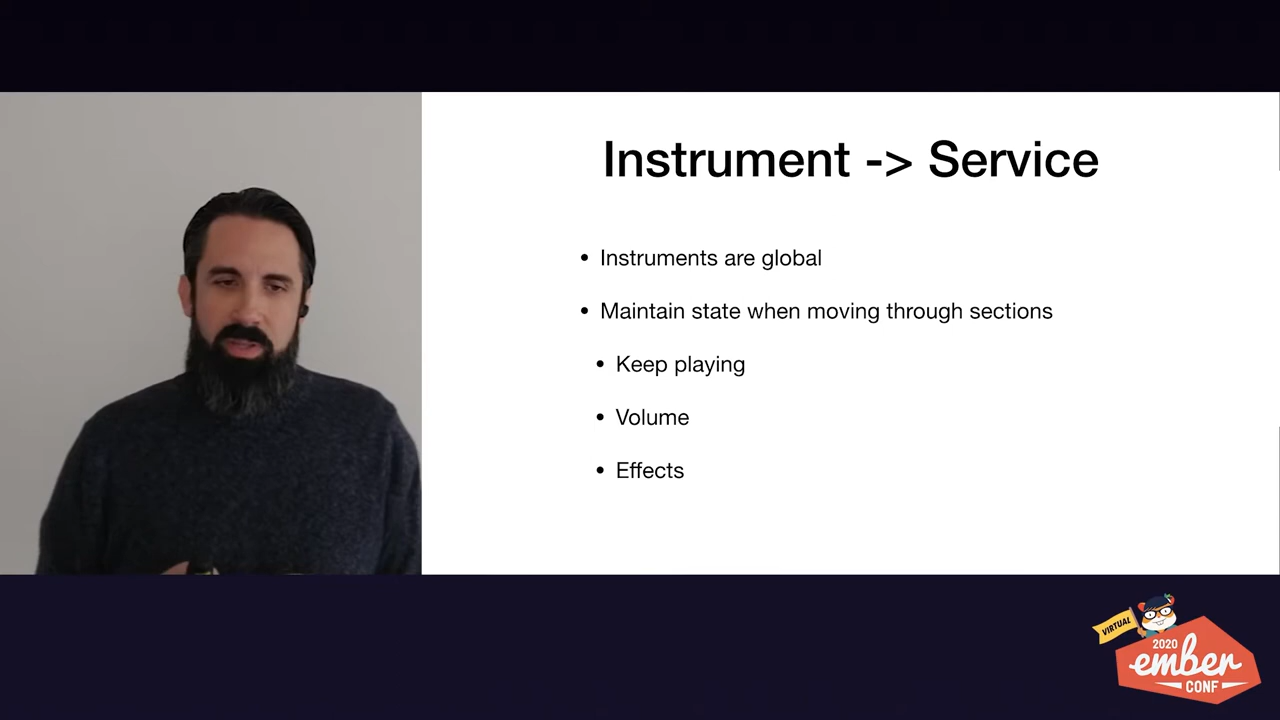 Instrument -> Service
• Instruments are global
• Maintain state when moving through sections
• Keep playing
• Volume
• Effects
VIRTUAL
2020
ember
CONF